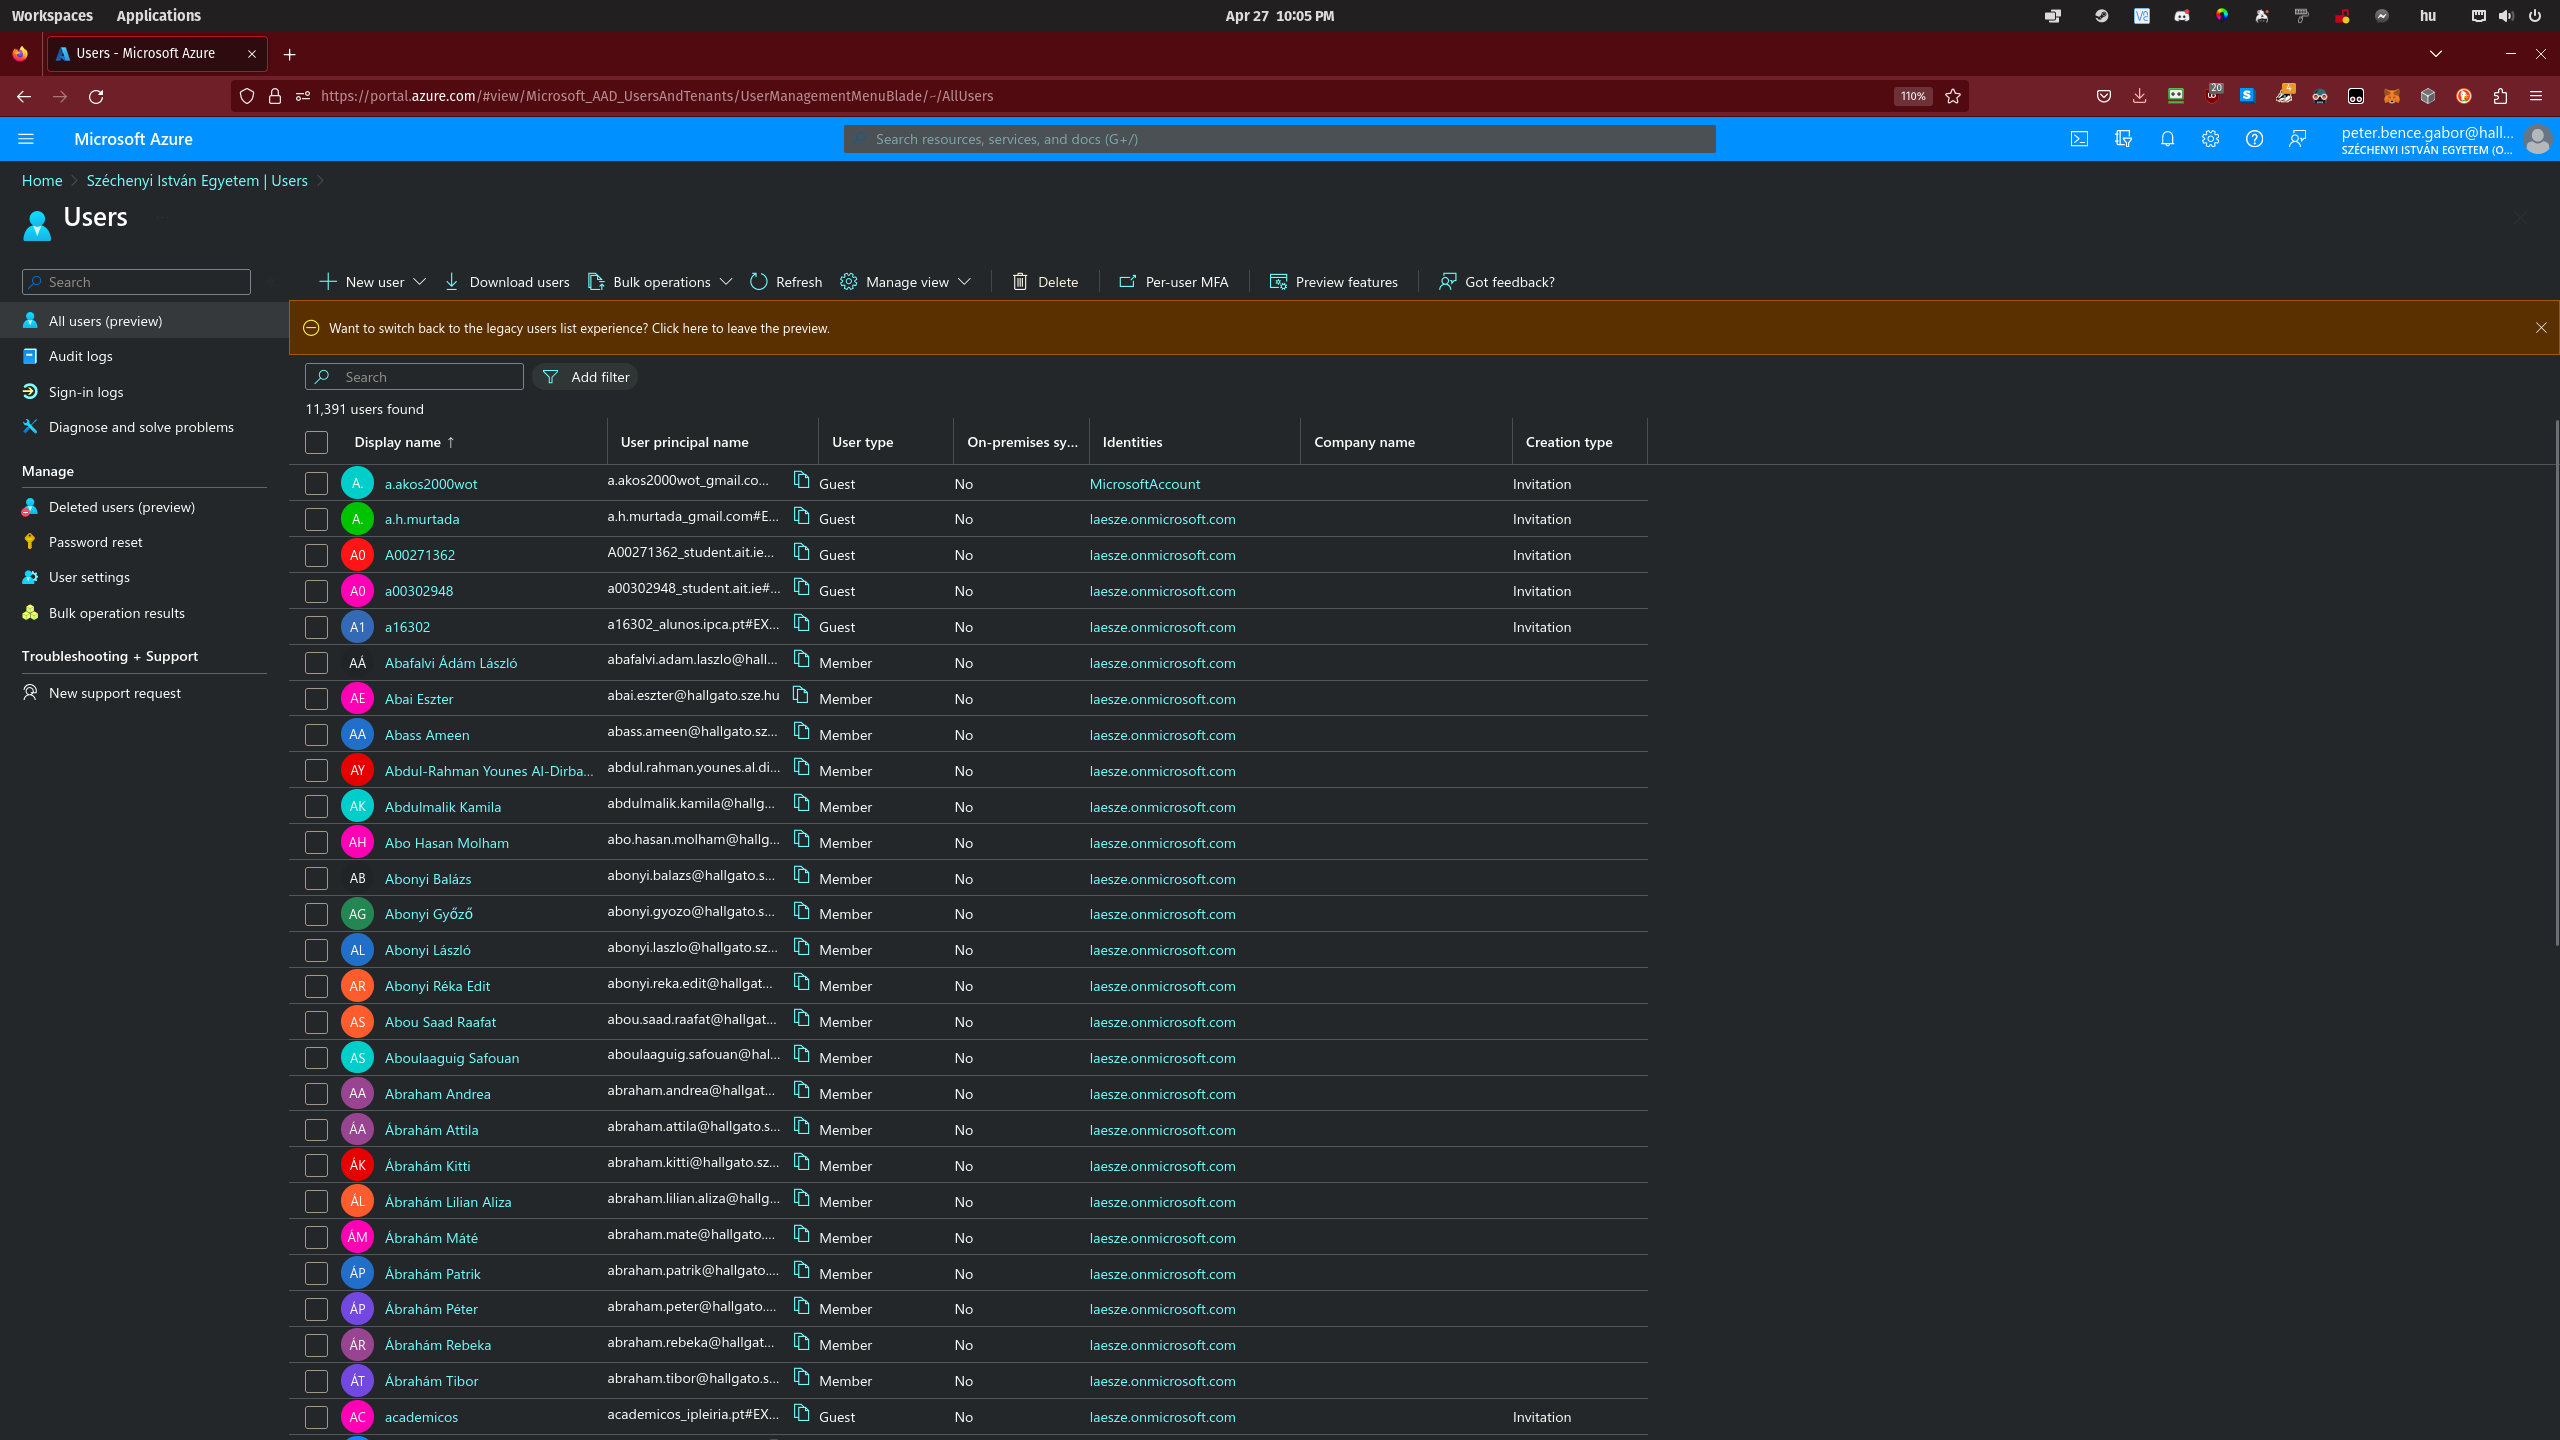 Workspaces Applications Apr 27 10:05 PM hu
Users - Microsoft Azure
https://portal.azure.com/#view/Microsoft_AAD_UsersAndTenants/UserManagementMenuBlade/~/AllUsers 110% 20 4
Microsoft Azure Search resources, services, and docs (G+/) peter.bence.gabor@hall...
SZÉCHENYI ISTVÁN EGYETEM (O...
Home Széchenyi István Egyetem | Users
Users
Search
All users (preview)
Audit logs
Sign-in logs
Diagnose and solve problems
Manage
Deleted users (preview)
Password reset
User settings
Bulk operation results
Troubleshooting + Support
New support request
New user Download users Bulk operations Refresh Manage view Delete Per-user MFA Preview features Got feedback?
Want to switch back to the legacy users list experience? Click here to leave the preview.
Search Add filter
11,391 users found
Display name ↑ User principal name User type On-premises sy... Identities Company name Creation type
A. a.akos2000wot a.akos2000wot_gmail.co... Guest No MicrosoftAccount Invitation
A. a.h.murtada a.h.murtada_gmail.com#E... Guest No laesze.onmicrosoft.com Invitation
A0 A00271362 A00271362_student.ait.ie... Guest No laesze.onmicrosoft.com Invitation
A0 a00302948 a00302948_student.ait.ie#... Guest No laesze.onmicrosoft.com Invitation
A1 a16302 a16302_alunos.ipca.pt#EX... Guest No laesze.onmicrosoft.com Invitation
AÁ Abafalvi Ádám László abafalvi.adam.laszlo@hall... Member No laesze.onmicrosoft.com
AE Abai Eszter abai.eszter@hallgato.sze.hu Member No laesze.onmicrosoft.com
AA Abass Ameen abass.ameen@hallgato.sz... Member No laesze.onmicrosoft.com
AY Abdul-Rahman Younes Al-Dirba... abdul.rahman.younes.al.di... Member No laesze.onmicrosoft.com
AK Abdulmalik Kamila abdulmalik.kamila@hallg... Member No laesze.onmicrosoft.com
AH Abo Hasan Molham abo.hasan.molham@hallg... Member No laesze.onmicrosoft.com
AB Abonyi Balázs abonyi.balazs@hallgato.s... Member No laesze.onmicrosoft.com
AG Abonyi Győző abonyi.gyozo@hallgato.s... Member No laesze.onmicrosoft.com
AL Abonyi László abonyi.laszlo@hallgato.sz... Member No laesze.onmicrosoft.com
AR Abonyi Réka Edit abonyi.reka.edit@hallgat... Member No laesze.onmicrosoft.com
AS Abou Saad Raafat abou.saad.raafat@hallgat... Member No laesze.onmicrosoft.com
AS Aboulaaguig Safouan aboulaaguig.safouan@hal... Member No laesze.onmicrosoft.com
AA Abraham Andrea abraham.andrea@hallgat... Member No laesze.onmicrosoft.com
ÁA Ábrahám Attila abraham.attila@hallgato.s... Member No laesze.onmicrosoft.com
ÁK Ábrahám Kitti abraham.kitti@hallgato.sz... Member No laesze.onmicrosoft.com
ÁL Ábrahám Lilian Aliza abraham.lilian.aliza@hallg... Member No laesze.onmicrosoft.com
ÁM Ábrahám Máté abraham.mate@hallgato.... Member No laesze.onmicrosoft.com
ÁP Ábrahám Patrik abraham.patrik@hallgato.... Member No laesze.onmicrosoft.com
ÁP Ábrahám Péter abraham.peter@hallgato.... Member No laesze.onmicrosoft.com
ÁR Ábrahám Rebeka abraham.rebeka@hallgat... Member No laesze.onmicrosoft.com
ÁT Ábrahám Tibor abraham.tibor@hallgato.s... Member No laesze.onmicrosoft.com
AC academicos academicos_ipleiria.pt#EX... Guest No laesze.onmicrosoft.com Invitation